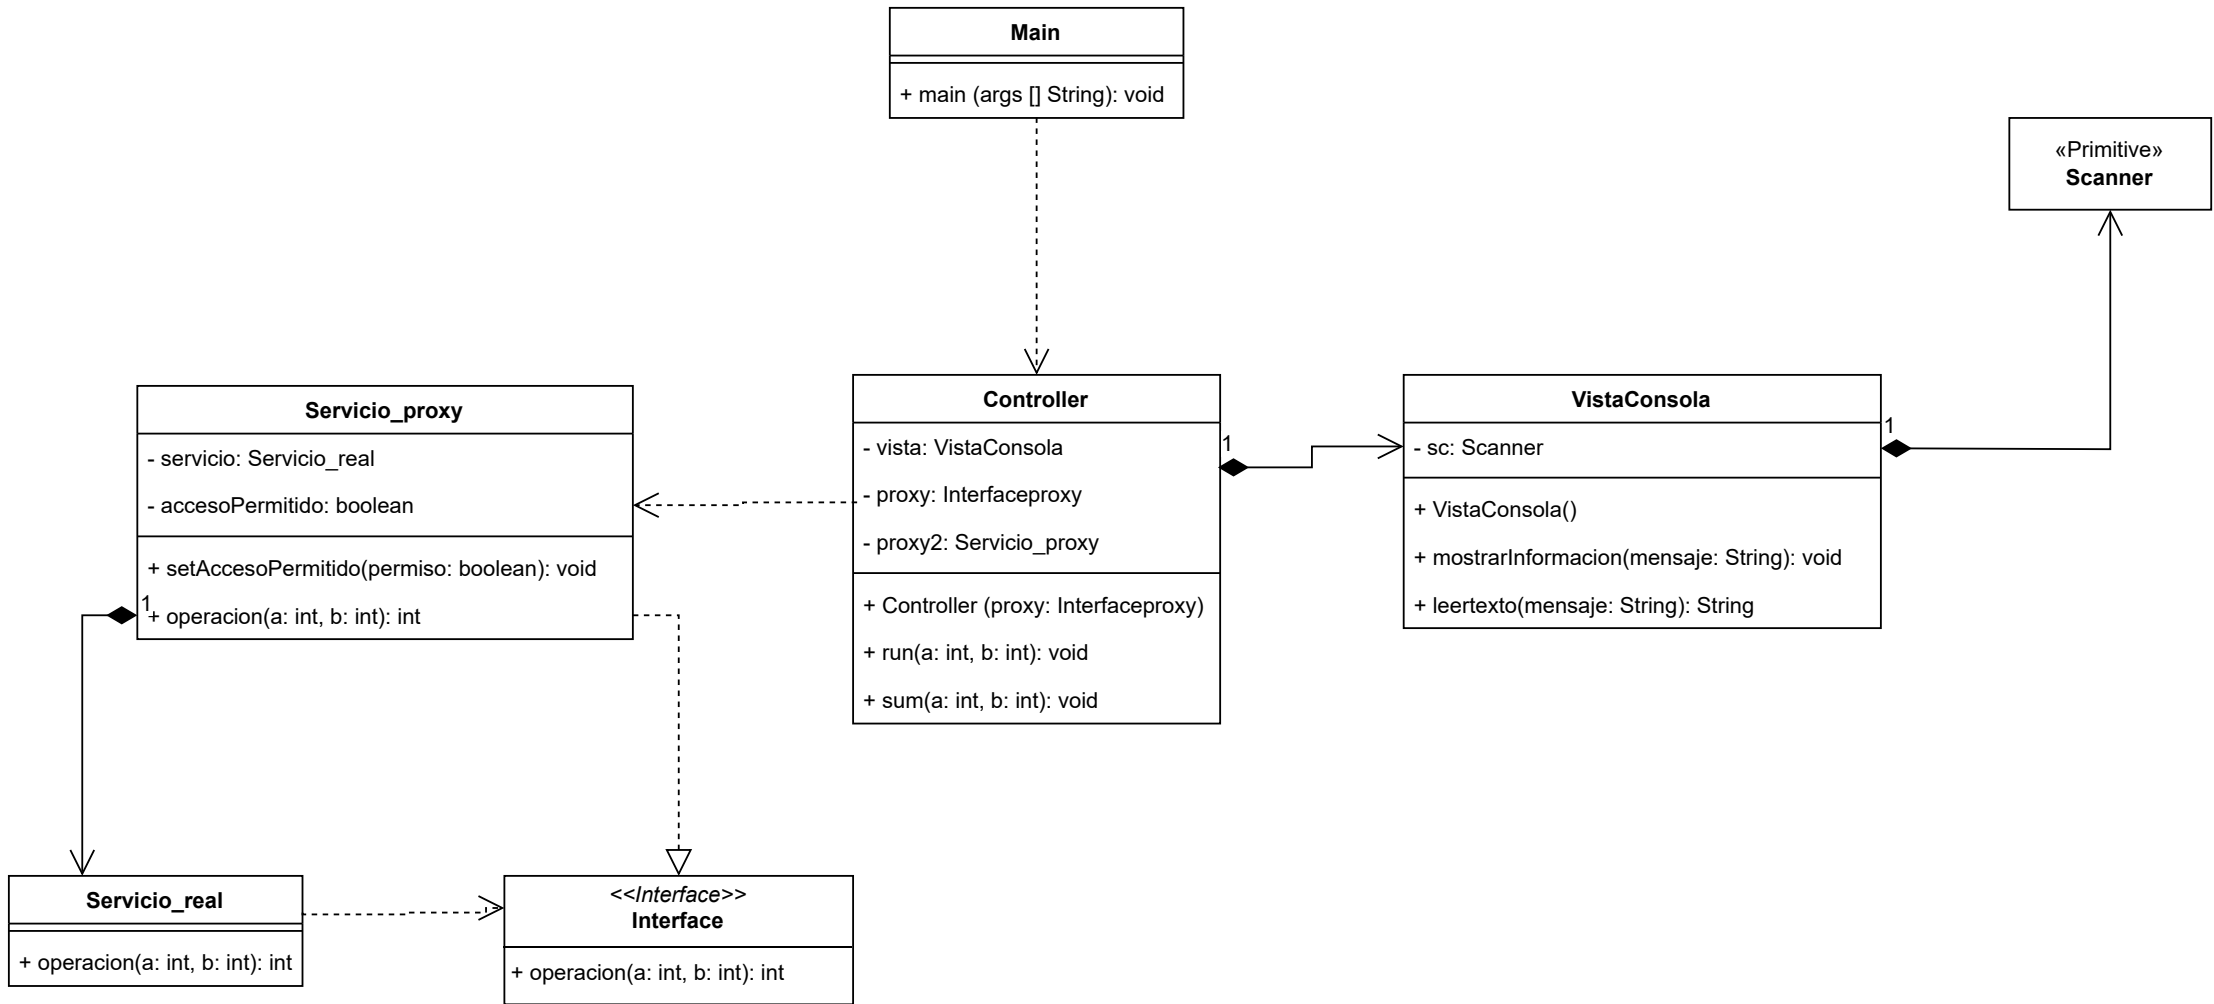 Main
+ main (args [] String): void
«Primitive»
Scanner
Servicio_proxy
- servicio: Servicio_real
- accesoPermitido: boolean
+ setAccesoPermitido(permiso: boolean): void
1
+ operacion(a: int, b: int): int
Controller
- vista: VistaConsola
- proxy: Interfaceproxy
- proxy2: Servicio_proxy
+ Controller (proxy: Interfaceproxy)
+ run(a: int, b: int): void
+ sum(a: int, b: int): void
1
VistaConsola
- sc: Scanner
+ VistaConsola()
+ mostrarInformacion(mensaje: String): void
+ leertexto(mensaje: String): String
1
Servicio_real
+ operacion(a: int, b: int): int
<<Interface>>
Interface
+ operacion(a: int, b: int): int